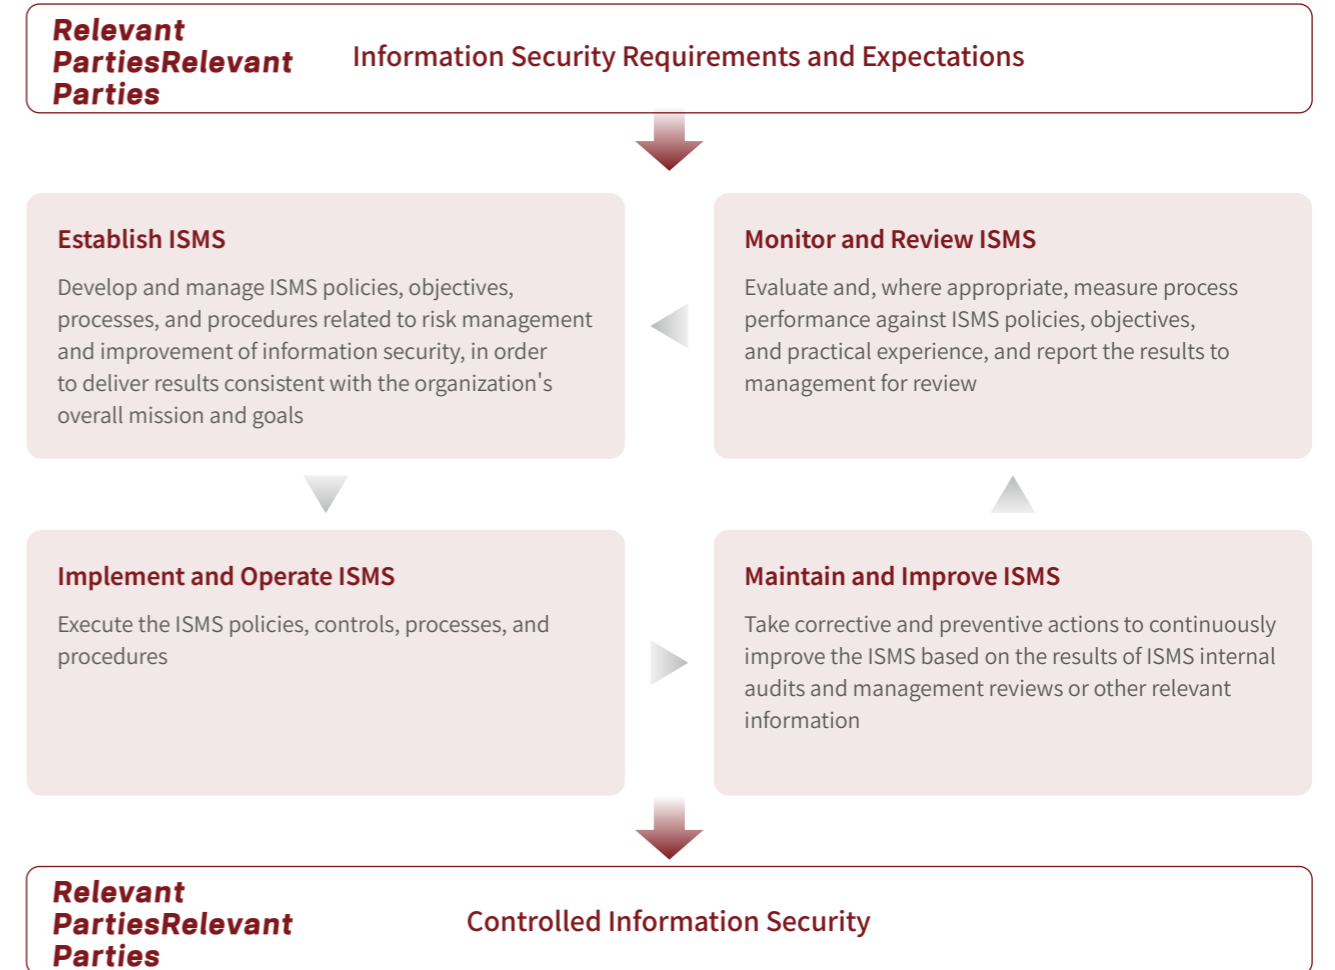 Relevant
PartiesRelevant
Parties
Information Security Requirements and Expectations
Establish ISMS
Develop and manage ISMS policies, objectives,
processes, and procedures related to risk management
and improvement of information security, in order
to deliver results consistent with the organization's
overall mission and goals
Monitor and Review ISMS
Evaluate and, where appropriate, measure process
performance against ISMS policies, objectives,
and practical experience, and report the results to
management for review
Implement and Operate ISMS
Execute the ISMS policies, controls, processes, and
procedures
Maintain and Improve ISMS
Take corrective and preventive actions to continuously
improve the ISMS based on the results of ISMS internal
audits and management reviews or other relevant
information
Relevant
PartiesRelevant
Parties
Controlled Information Security